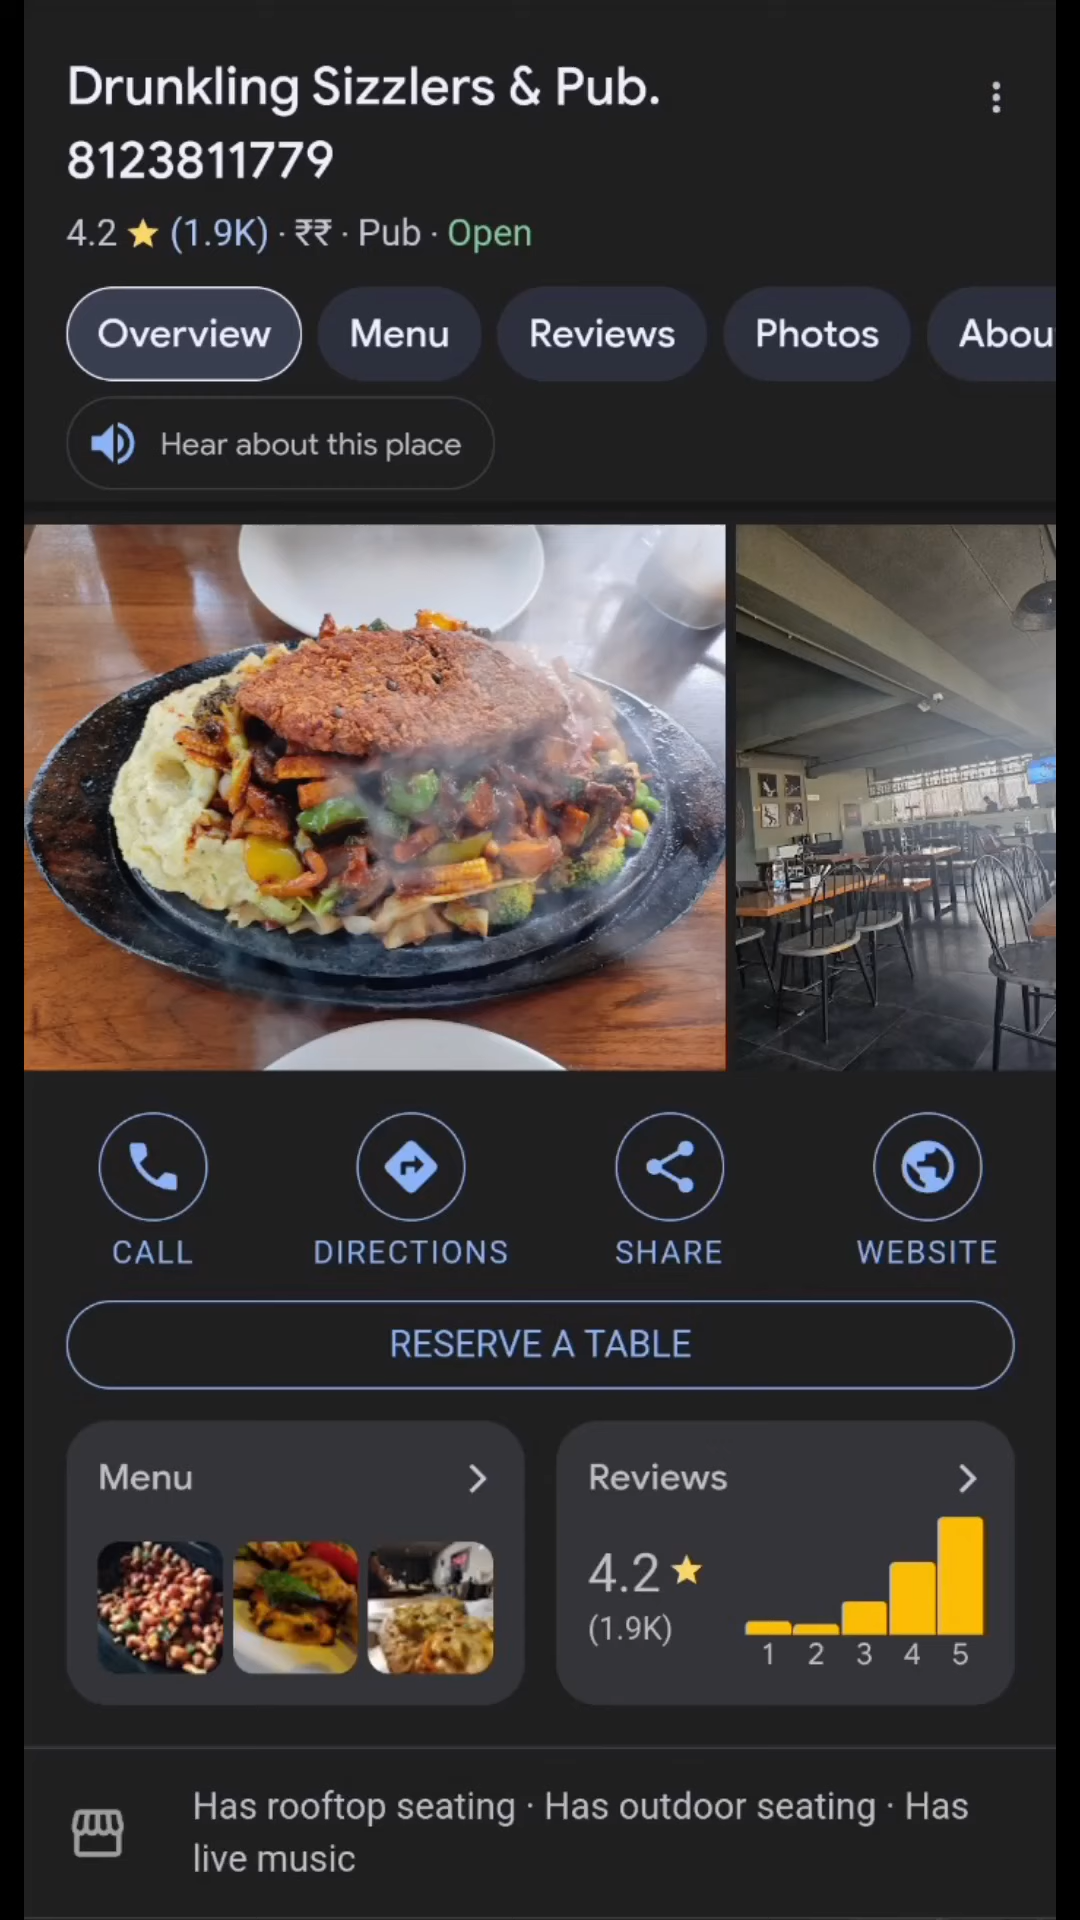 Drunkling Sizzlers & Pub.
8123811779
4.2 ★ (1.9K) · ₹₹ · Pub · Open
Overview Menu Reviews Photos Abou
Hear about this place
CALL DIRECTIONS SHARE WEBSITE
RESERVE A TABLE
Menu
Reviews
4.2 ★
(1.9K)
1 2 3 4 5
Has rooftop seating · Has outdoor seating · Has
live music